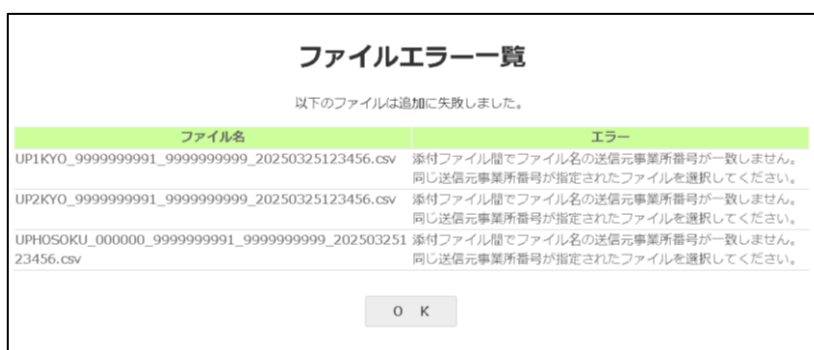 ファイルエラー一覧
以下のファイルは追加に失敗しました。
ファイル名 エラー
UP1KYO_9999999991_9999999999_20250325123456.csv 添付ファイル間でファイル名の送信元事業所番号が一致しません。
同じ送信元事業所番号が指定されたファイルを選択してください。
UP2KYO_9999999991_9999999999_20250325123456.csv 添付ファイル間でファイル名の送信元事業所番号が一致しません。
同じ送信元事業所番号が指定されたファイルを選択してください。
UPHOSOKU_000000_9999999991_9999999999_202503251 添付ファイル間でファイル名の送信元事業所番号が一致しません。
23456.csv 同じ送信元事業所番号が指定されたファイルを選択してください。
O K